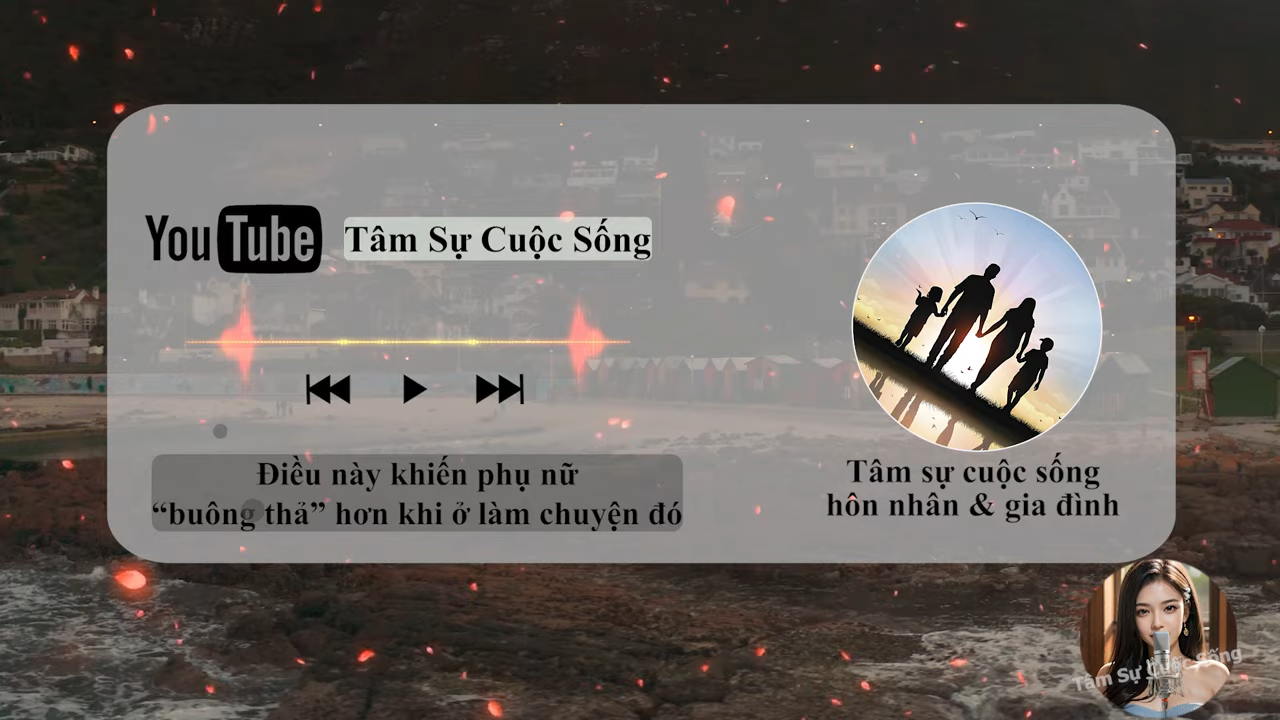 YouTube
Tâm Sự Cuộc Sống
Điều này khiến phụ nữ
“buông thả” hơn khi ở làm chuyện đó
Tâm sự cuộc sống
hôn nhân & gia đình
Tâm Sự Cuộc Sống